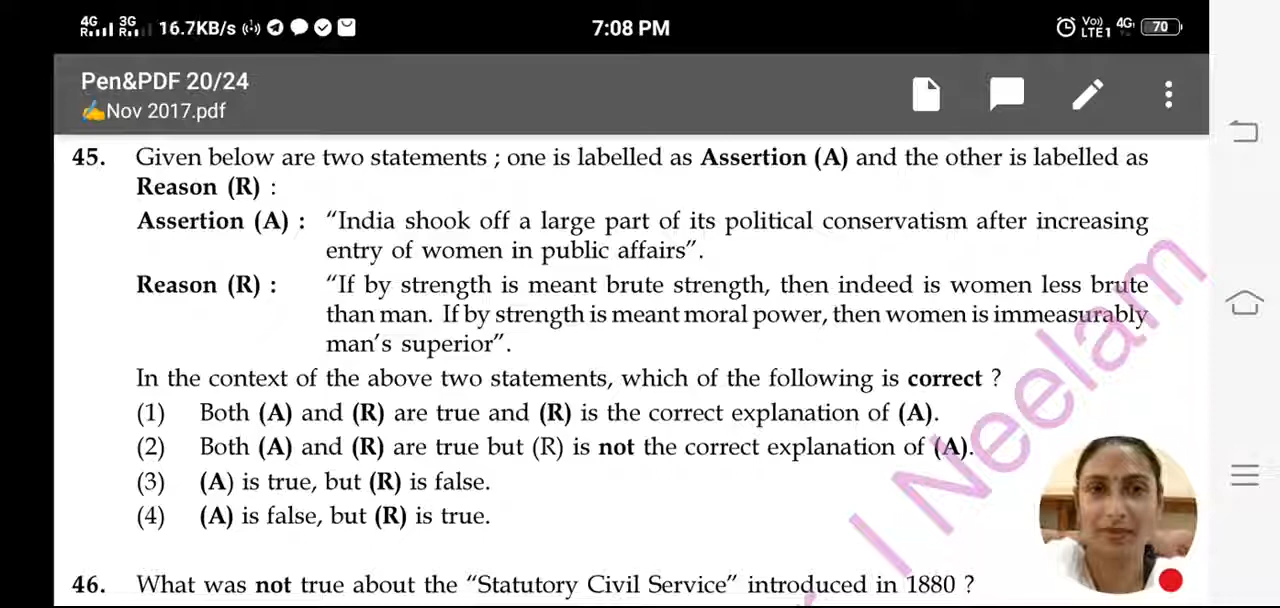 4G R 3G R 16.7KB/s 7:08 PM Vo) LTE1 4G 70
Pen&PDF 20/24
✍Nov 2017.pdf
45. Given below are two statements ; one is labelled as Assertion (A) and the other is labelled as
Reason (R) :
Assertion (A) : “India shook off a large part of its political conservatism after increasing
entry of women in public affairs”.
Reason (R) : “If by strength is meant brute strength, then indeed is women less brute
than man. If by strength is meant moral power, then women is immeasurably
man’s superior”.
In the context of the above two statements, which of the following is correct ?
(1) Both (A) and (R) are true and (R) is the correct explanation of (A).
(2) Both (A) and (R) are true but (R) is not the correct explanation of (A).
(3) (A) is true, but (R) is false.
(4) (A) is false, but (R) is true.
I Neelam
46. What was not true about the “Statutory Civil Service” introduced in 1880 ?